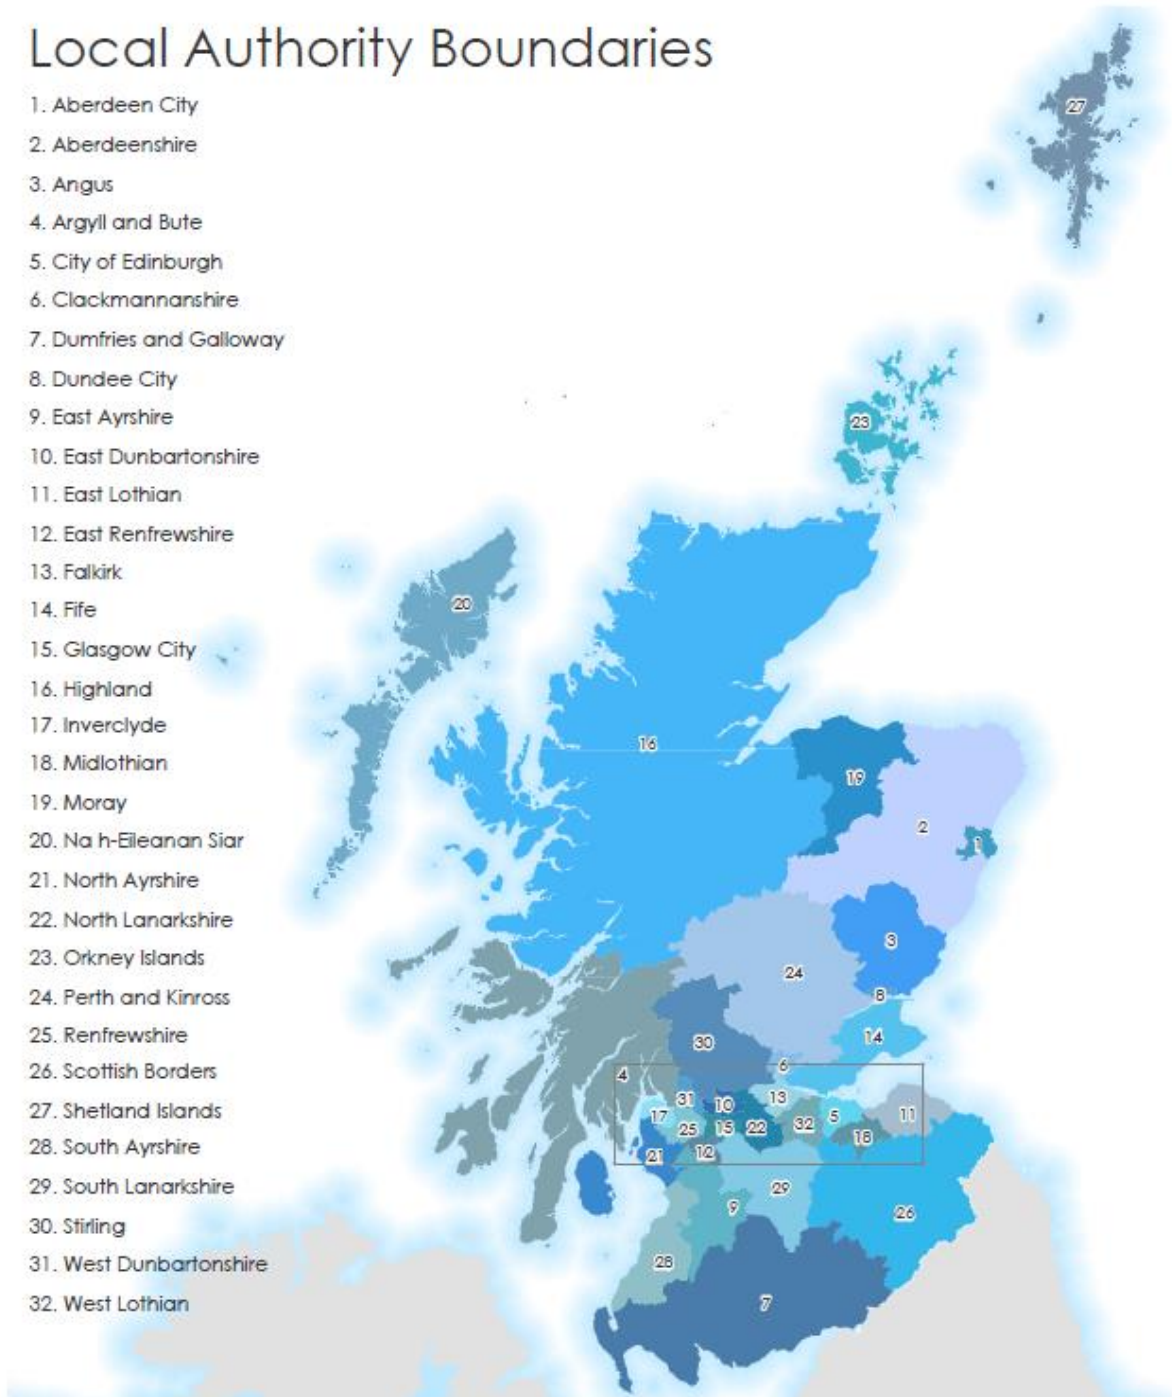 Local Authority Boundaries
1. Aberdeen City
2. Aberdeenshire
3. Angus
4. Argyll and Bute
5. City of Edinburgh
6. Clackmannanshire
7. Dumfries and Galloway
8. Dundee City
9. East Ayrshire
10. East Dunbartonshire
11. East Lothian
12. East Renfrewshire
13. Falkirk
14. Fife
15. Glasgow City
16. Highland
17. Inverclyde
18. Midlothian
19. Moray
20. Na h-Eileanan Siar
21. North Ayrshire
22. North Lanarkshire
23. Orkney Islands
24. Perth and Kinross
25. Renfrewshire
26. Scottish Borders
27. Shetland Islands
28. South Ayrshire
29. South Lanarkshire
30. Stirling
31. West Dunbartonshire
32. West Lothian
27
23
20
16
19
2
1
3
24
8
14
30
6
4
31
10
13
17
25
15
22
32
5
18
11
21
12
29
9
26
28
7